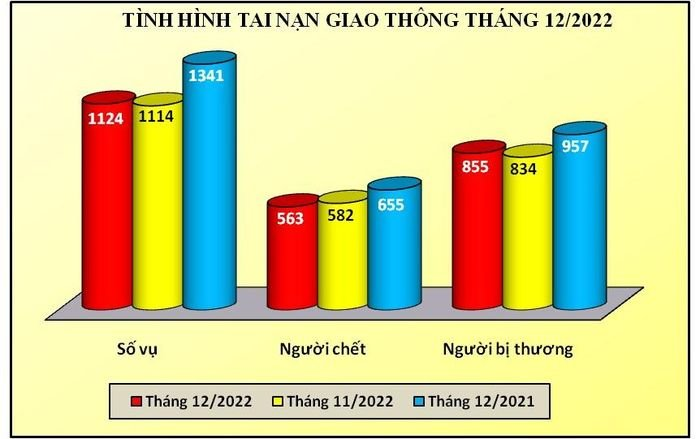 TÌNH HÌNH TAI NẠN GIAO THÔNG THÁNG 12/2022
1124 1114 1341
563 582 655
855 834 957
Số vụ Người chết Người bị thương
Tháng 12/2022 Tháng 11/2022 Tháng 12/2021